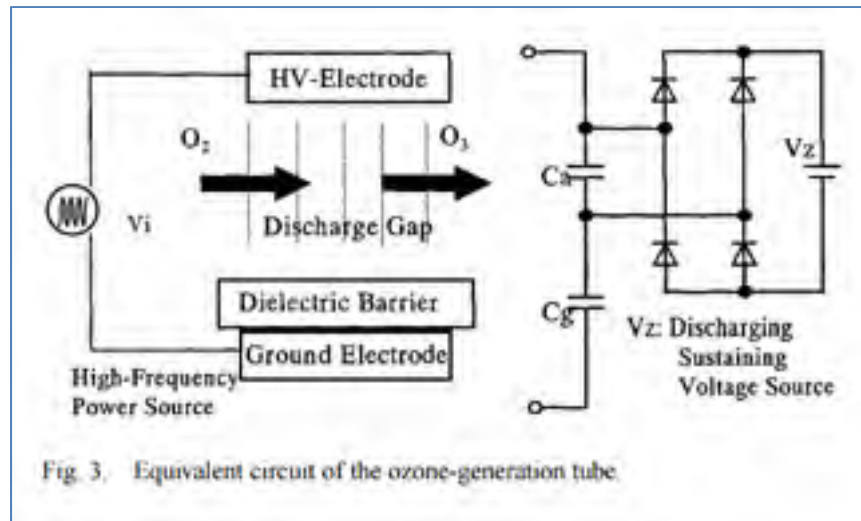 HV-Electrode
O₂
O₃
Vi
Discharge Gap
Dielectric Barrier
Ground Electrode
High-Frequency
Power Source
Ca
Cg
Vz
Vz: Discharging
Sustaining
Voltage Source
Fig. 3. Equivalent circuit of the ozone-generation tube.